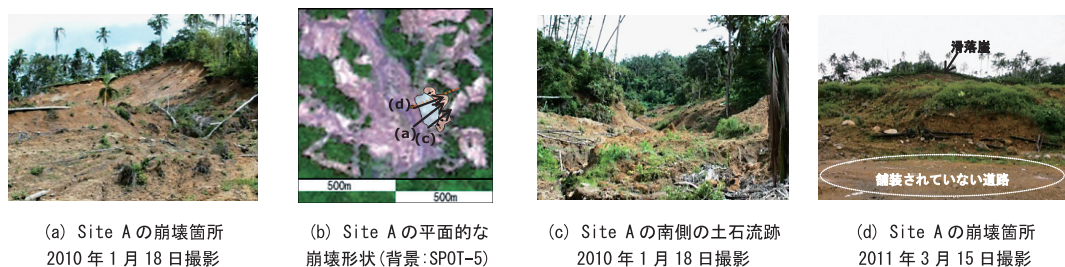 (d)
(a)
(c)
500m
500m
滑落崖
舗装されていない道路
(a) Site Aの崩壊箇所
2010年1月18日撮影
(b) Site Aの平面的な
崩壊形状(背景:SPOT-5)
(c) Site Aの南側の土石流跡
2010年1月18日撮影
(d) Site Aの崩壊箇所
2011年3月15日撮影